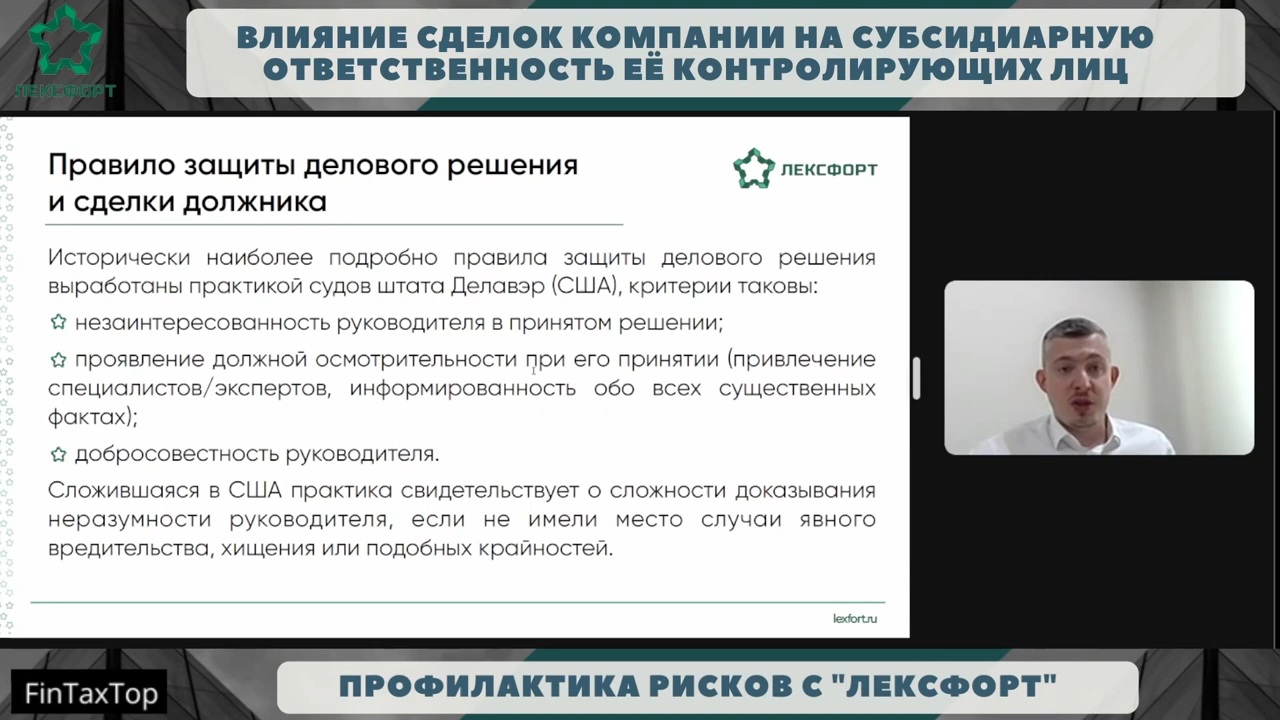 ВЛИЯНИЕ СДЕЛОК КОМПАНИИ НА СУБСИДИАРНУЮ
ОТВЕТСТВЕННОСТЬ ЕЁ КОНТРОЛИРУЮЩИХ ЛИЦ
ЛЕКСФОРТ
Правило защиты делового решения
и сделки должника
ЛЕКСФОРТ
Исторически наиболее подробно правила защиты делового решения
выработаны практикой судов штата Делавэр (США), критерии таковы:
незаинтересованность руководителя в принятом решении;
проявление должной осмотрительности при его принятии (привлечение
специалистов/экспертов, информированность обо всех существенных
фактах);
добросовестность руководителя.
Сложившаяся в США практика свидетельствует о сложности доказывания
неразумности руководителя, если не имели место случаи явного
вредительства, хищения или подобных крайностей.
lexfort.ru
FinTaxTop
ПРОФИЛАКТИКА РИСКОВ С "ЛЕКСФОРТ"